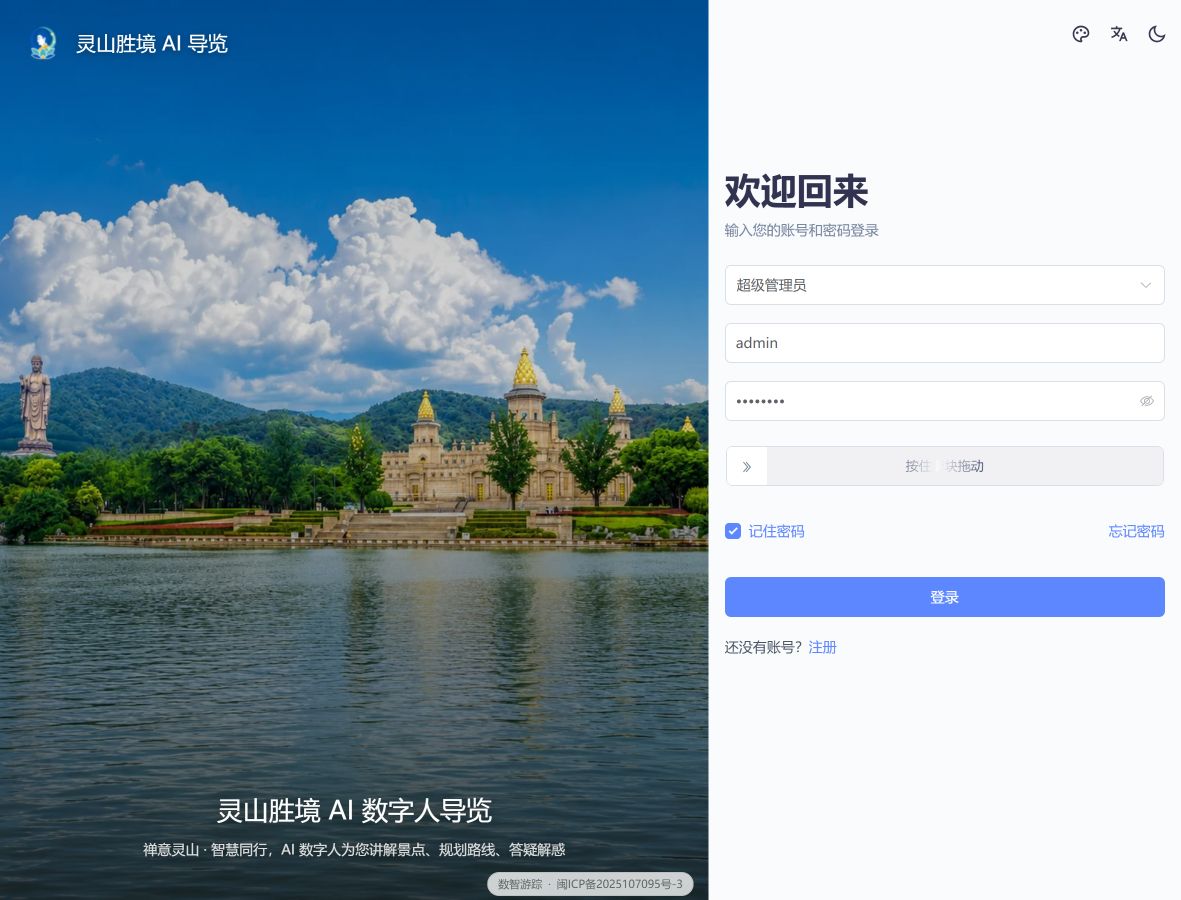 灵山胜境 AI 导览
欢迎回来
输入您的账号和密码登录
超级管理员
admin
••••••••
按住 块拖动
记住密码
忘记密码
登录
还没有账号？注册
灵山胜境 AI 数字人导览
禅意灵山 · 智慧同行，AI 数字人为您讲解景点、规划路线、答疑解惑
数智游踪 · 闽ICP备2025107095号-3